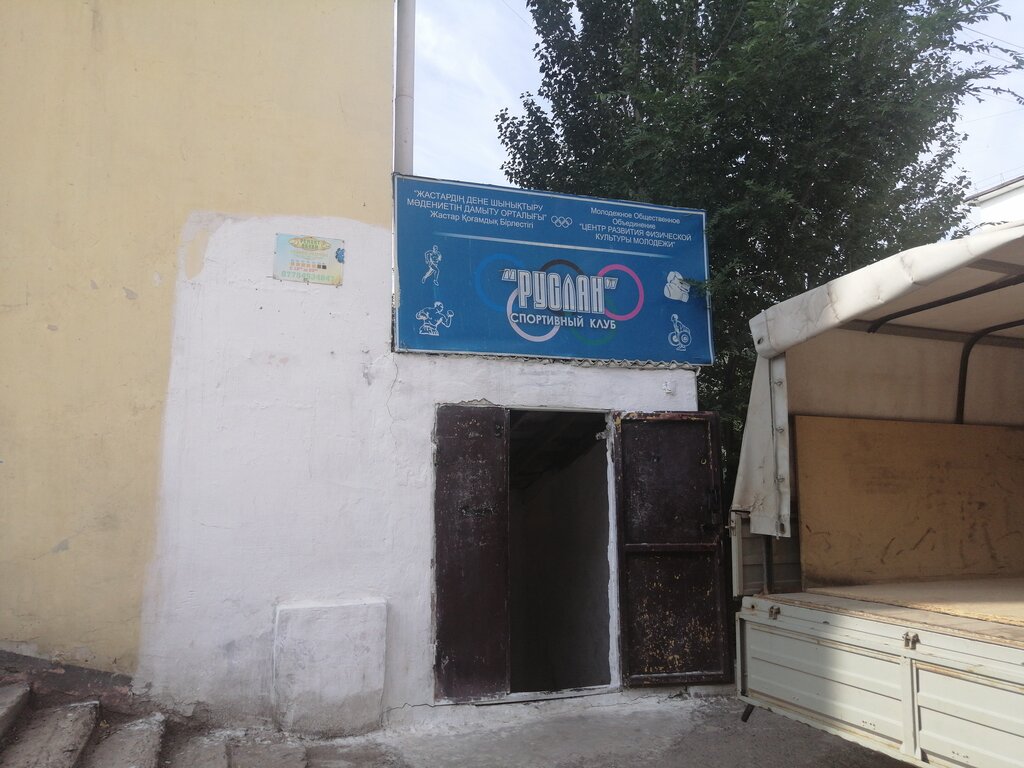 "ЖАСТАРДІҢ ДЕНЕ ШЫНЫҚТЫРУ
МӘДЕНИЕТІН ДАМЫТУ ОРТАЛЫҒЫ"
Жастар Қоғамдық Бірлестігі
Молодежное Общественное
Объединение
"ЦЕНТР РАЗВИТИЯ ФИЗИЧЕСКОЙ
КУЛЬТУРЫ МОЛОДЕЖИ"
"РУСЛАН"
СПОРТИВНЫЙ КЛУБ